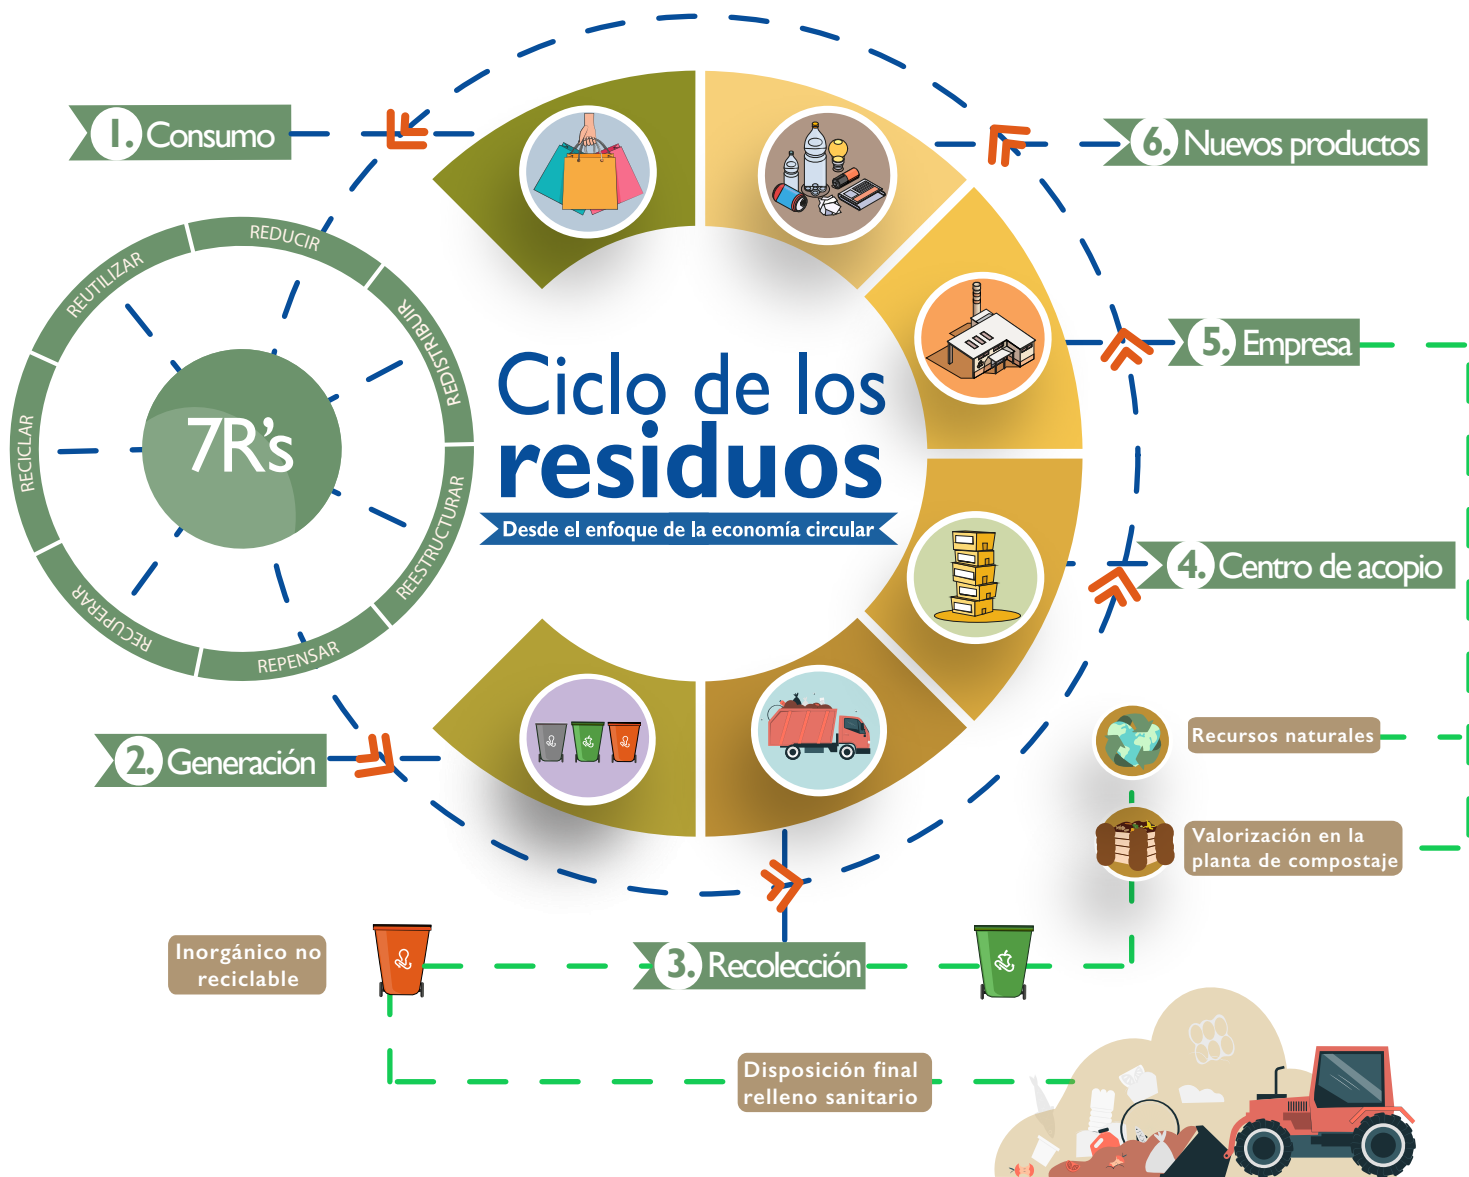 1. Consumo
6. Nuevos productos
REDUCIR
REUTILIZAR
REDISTRIBUIR
RECICLAR
7R's
REESTRUCTURAR
RECUPERAR
REPENSAR
Ciclo de los
residuos
Desde el enfoque de la economía circular
5. Empresa
4. Centro de acopio
2. Generación
Recursos naturales
Valorización en la
planta de compostaje
Inorgánico no
reciclable
3. Recolección
Disposición final
relleno sanitario